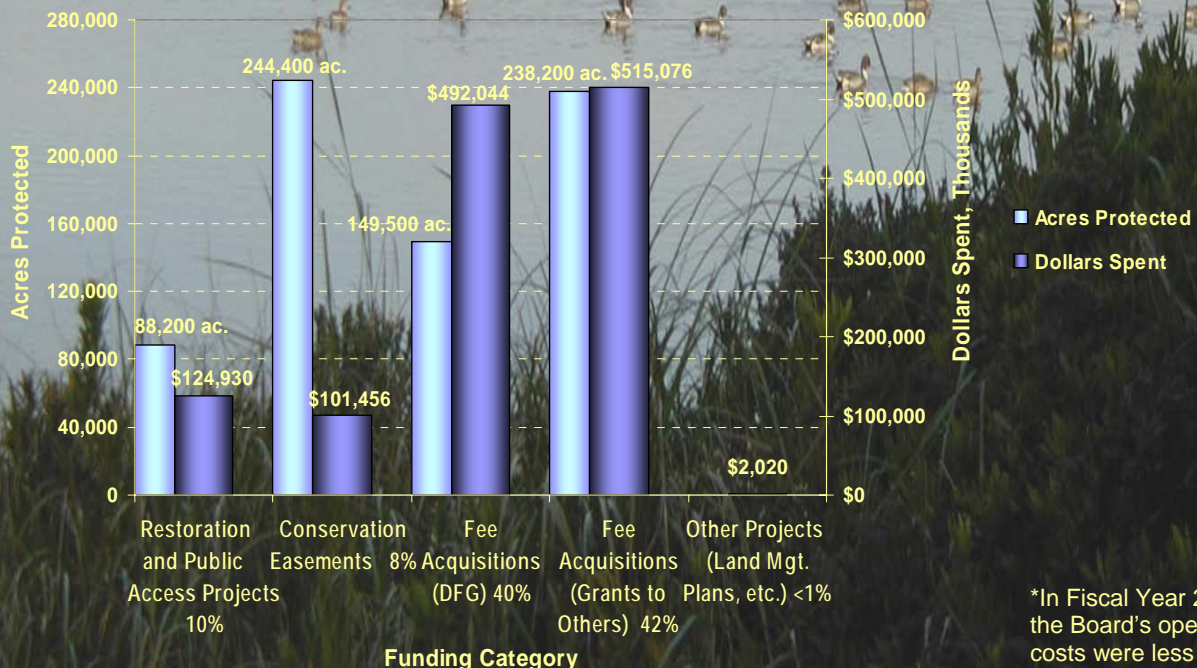 280,000
240,000
200,000
160,000
120,000
80,000
40,000
0
Acres Protected
244,400 ac.
$492,044
238,200 ac.
$515,076
149,500 ac.
88,200 ac.
$124,930
$101,456
$2,020
$600,000
$500,000
$400,000
$300,000
$200,000
$100,000
$0
Dollars Spent, Thousands
Acres Protected
Dollars Spent
Restoration
and Public
Access Projects
10%
Conservation
Easements
8%
Fee
Acquisitions
(DFG) 40%
Fee
Acquisitions
(Grants to
Others) 42%
Other Projects
(Land Mgt.
Plans, etc.) <1%
Funding Category
*In Fiscal Year 2
the Board's ope
costs were less